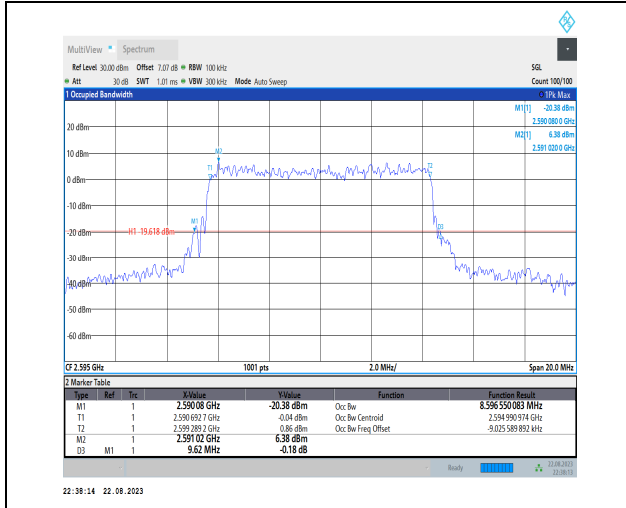 MultiView Spectrum
Ref Level 30.00 dBm Offset 7.07 dB RBW 100 kHz SGL
Att 30 dB SWT 1.01 ms VBW 300 kHz Mode Auto Sweep Count 100/100
1 Occupied Bandwidth 1Pk Max
M1[1] -20.38 dBm
2.590 080 0 GHz
M2[1] 6.38 dBm
2.591 020 0 GHz
20 dBm
10 dBm
M2
T1 T2
0 dBm
-10 dBm
M1
D3
-20 dBm H1 -19.618 dBm
-30 dBm
-40 dBm
-50 dBm
-60 dBm
CF 2.595 GHz 1001 pts 2.0 MHz/ Span 20.0 MHz
2 Marker Table
Type Ref Trc X-Value Y-Value Function Function Result
M1 1 2.590 08 GHz -20.38 dBm Occ Bw 8.596 550 083 MHz
T1 1 2.590 692 7 GHz -0.04 dBm Occ Bw Centroid 2.594 990 974 GHz
T2 1 2.599 289 2 GHz 0.86 dBm Occ Bw Freq Offset -9.025 589 892 kHz
M2 1 2.591 02 GHz 6.38 dBm
D3 M1 1 9.62 MHz -0.18 dB
Ready 22.08.2023
22:38:13
22:38:14 22.08.2023